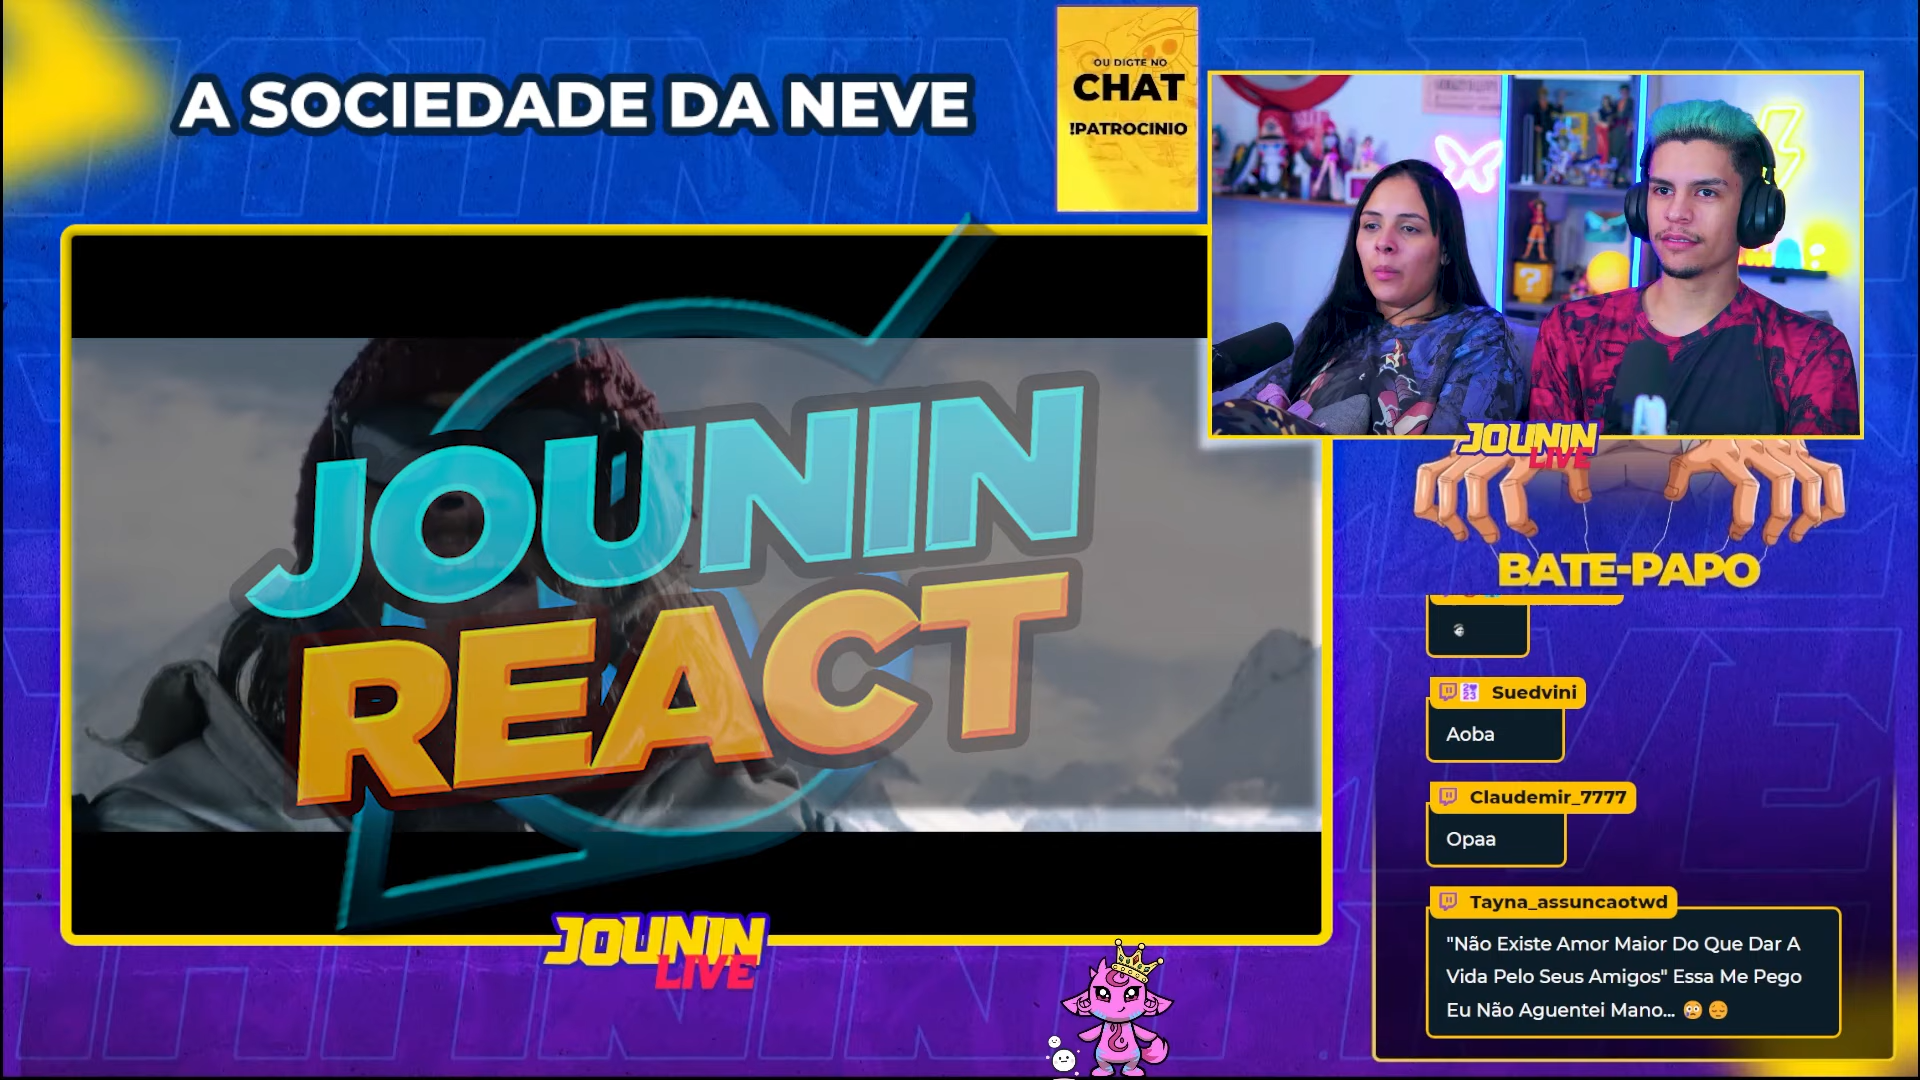 A SOCIEDADE DA NEVE
OU DIGTE NO
CHAT
!PATROCINIO
JOUNIN
REACT
JOUNIN
LIVE
JOUNIN
LIVE
BATE-PAPO
Suedvini
Aoba
Claudemir_7777
Opaa
Tayna_assuncaotwd
"Não Existe Amor Maior Do Que Dar A
Vida Pelo Seus Amigos" Essa Me Pego
Eu Não Aguentei Mano... 😳 😔